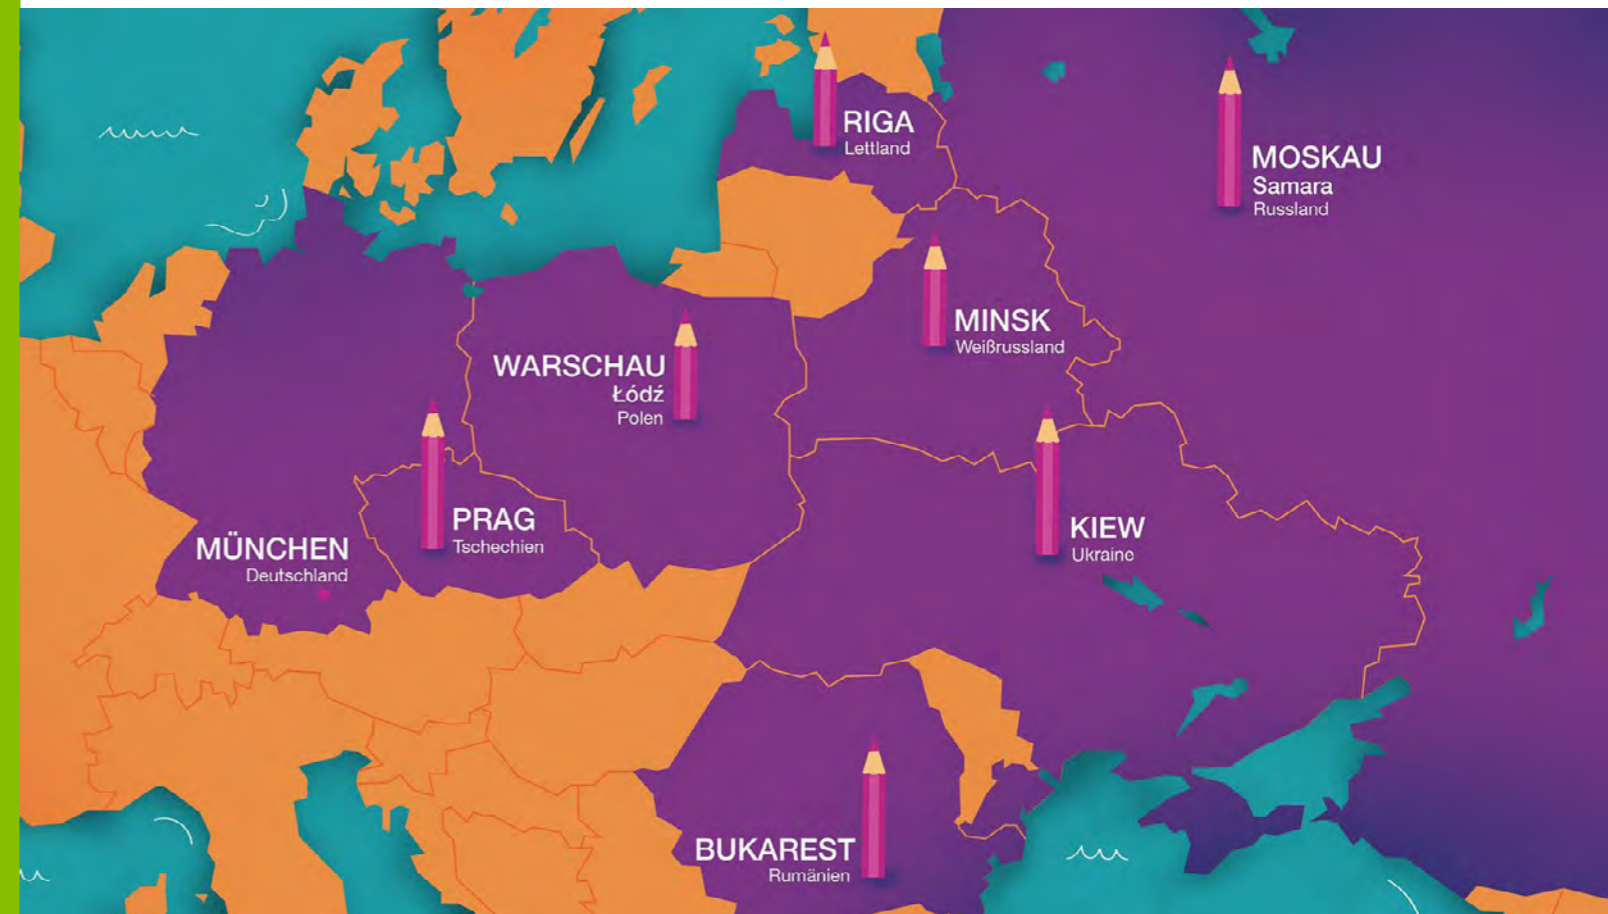 RIGA
Lettland
MOSKAU
Samara
Russland
MINSK
Weißrussland
WARSCHAU
Łódź
Polen
PRAG
Tschechien
MÜNCHEN
Deutschland
KIEW
Ukraine
BUKAREST
Rumänien